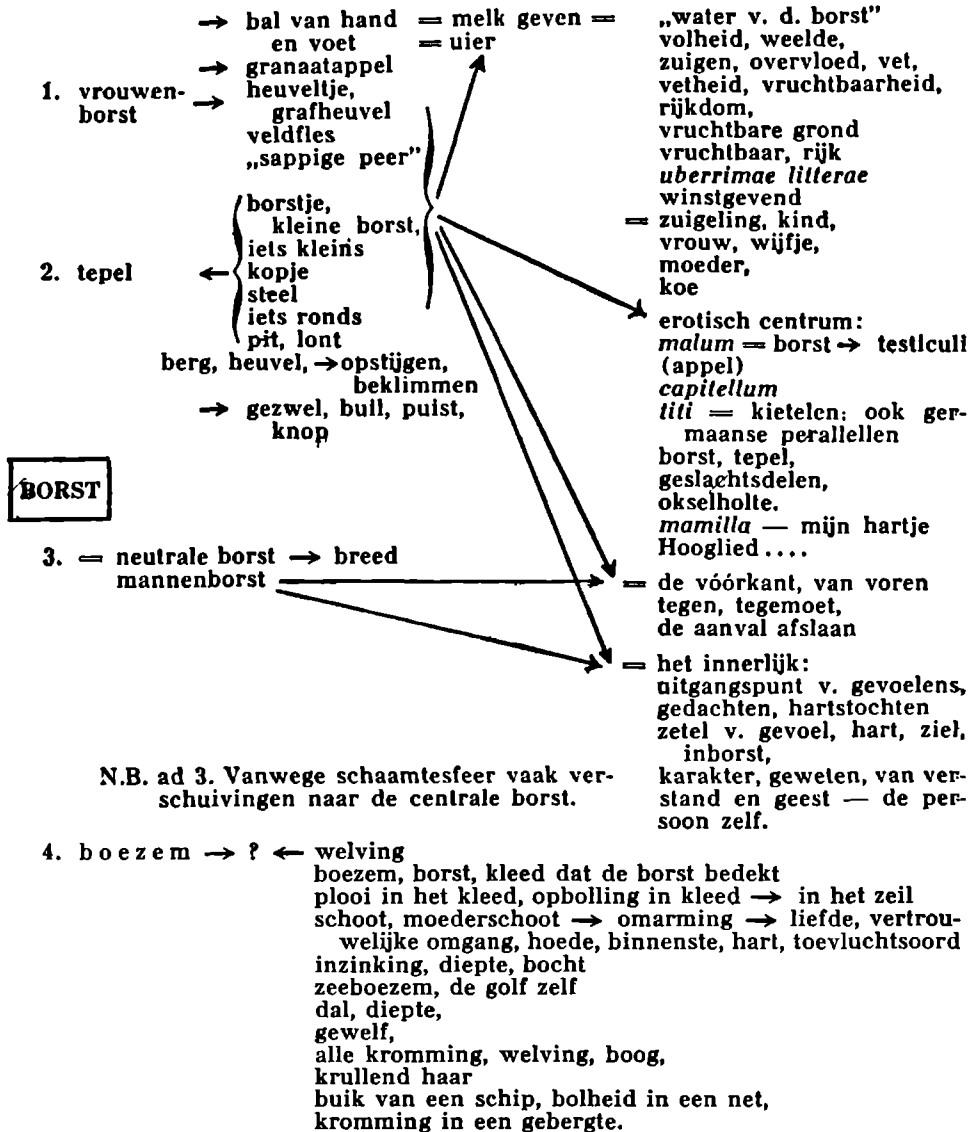 → bal van hand = melk geven = „water v. d. borst”
en voet = uier volheid, weelde,
→ granaatappel zuigen, overvloed, vet,
1. vrouwen- → heuveltje, vetheid, vruchtbaarheid,
borst grafheuvel rijkdom,
veldfles vruchtbare grond
„sappige peer” vruchtbaar, rijk
uberrimae litterae
winstgevend
borstje, = zuigeling, kind,
kleine borst, vrouw, wijfje,
iets kleins moeder,
2. tepel ← kopje koe
steel
iets ronds erotisch centrum:
pit, lont malum = borst → testiculi
berg, heuvel, → opstijgen, (appel)
beklimmen capitellum
→ gezwel, buil, puist, titi = kietelen: ook ger-
knop maanse perallellen
borst, tepel,
BORST geslachtsdelen,
okselholte.
mamilla — mijn hartje
3. = neutrale borst → breed Hooglied ....
mannenborst = de vóórkant, van voren
tegen, tegemoet,
de aanval afslaan
= het innerlijk:
uitgangspunt v. gevoelens,
gedachten, hartstochten
zetel v. gevoel, hart, ziel,
inborst,
N.B. ad 3. Vanwege schaamtesfeer vaak ver- karakter, geweten, van ver-
schuivingen naar de centrale borst. stand en geest — de per-
soon zelf.
4. boezem → ? ← welving
boezem, borst, kleed dat de borst bedekt
plooi in het kleed, opbolling in kleed → in het zeil
schoot, moederschoot → omarming → liefde, vertrou-
welijke omgang, hoede, binnenste, hart, toevluchtsoord
inzinking, diepte, bocht
zeeboezem, de golf zelf
dal, diepte,
gewelf,
alle kromming, welving, boog,
krullend haar
buik van een schip, bolheid in een net,
kromming in een gebergte.